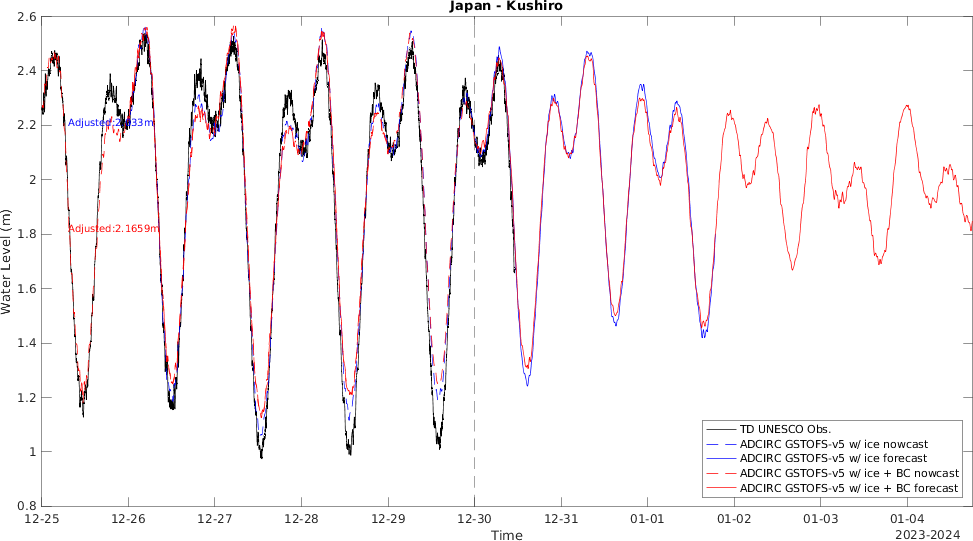 Japan - Kushiro
2.6
2.4
2.2
2
1.8
1.6
1.4
1.2
1
0.8
Water Level (m)
Adjusted:2.1659m
12-25
12-26
12-27
12-28
12-29
12-30
12-31
01-01
01-02
01-03
01-04
Time
2023-2024
TD UNESCO Obs.
ADCIRC GSTOFS-v5 w/ ice nowcast
ADCIRC GSTOFS-v5 w/ ice forecast
ADCIRC GSTOFS-v5 w/ ice + BC nowcast
ADCIRC GSTOFS-v5 w/ ice + BC forecast